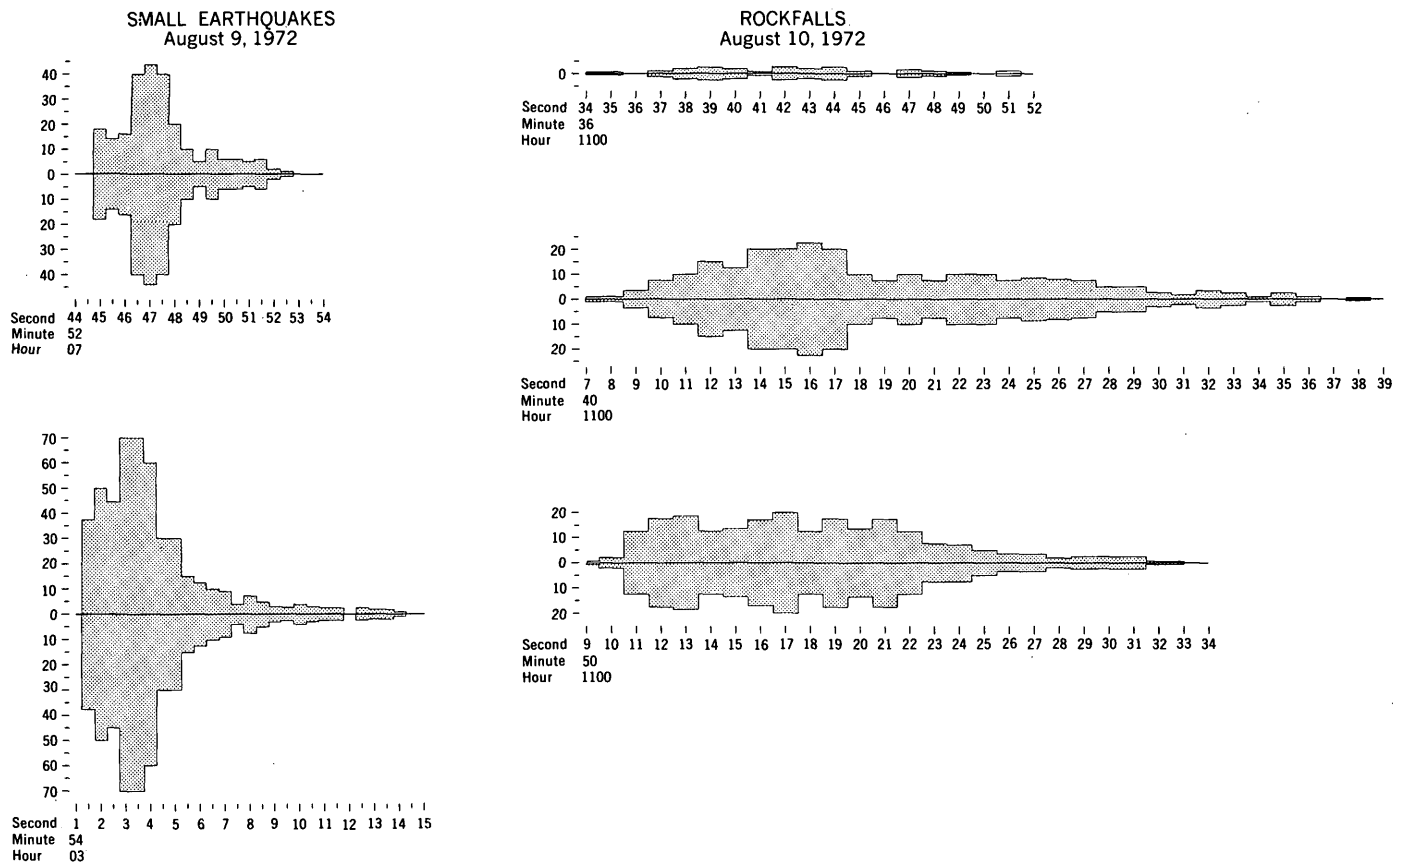 SMALL EARTHQUAKES
August 9, 1972
40
30
20
10
0
10
20
30
40
Second 44 45 46 47 48 49 50 51 52 53 54
Minute 52
Hour 07
70
60
50
40
30
20
10
0
10
20
30
40
50
60
70
Second 1 2 3 4 5 6 7 8 9 10 11 12 13 14 15
Minute 54
Hour 03
ROCKFALLS
August 10, 1972
0
Second 34 35 36 37 38 39 40 41 42 43 44 45 46 47 48 49 50 51 52
Minute 36
Hour 1100
20
10
0
10
20
Second 7 8 9 10 11 12 13 14 15 16 17 18 19 20 21 22 23 24 25 26 27 28 29 30 31 32 33 34 35 36 37 38 39
Minute 40
Hour 1100
20
10
0
10
20
Second 9 10 11 12 13 14 15 16 17 18 19 20 21 22 23 24 25 26 27 28 29 30 31 32 33 34
Minute 50
Hour 1100